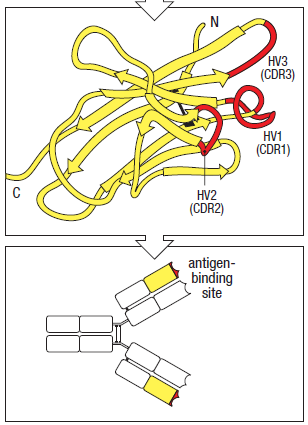 N
HV3
(CDR3)
HV1
(CDR1)
C
HV2
(CDR2)
antigen-
binding
site